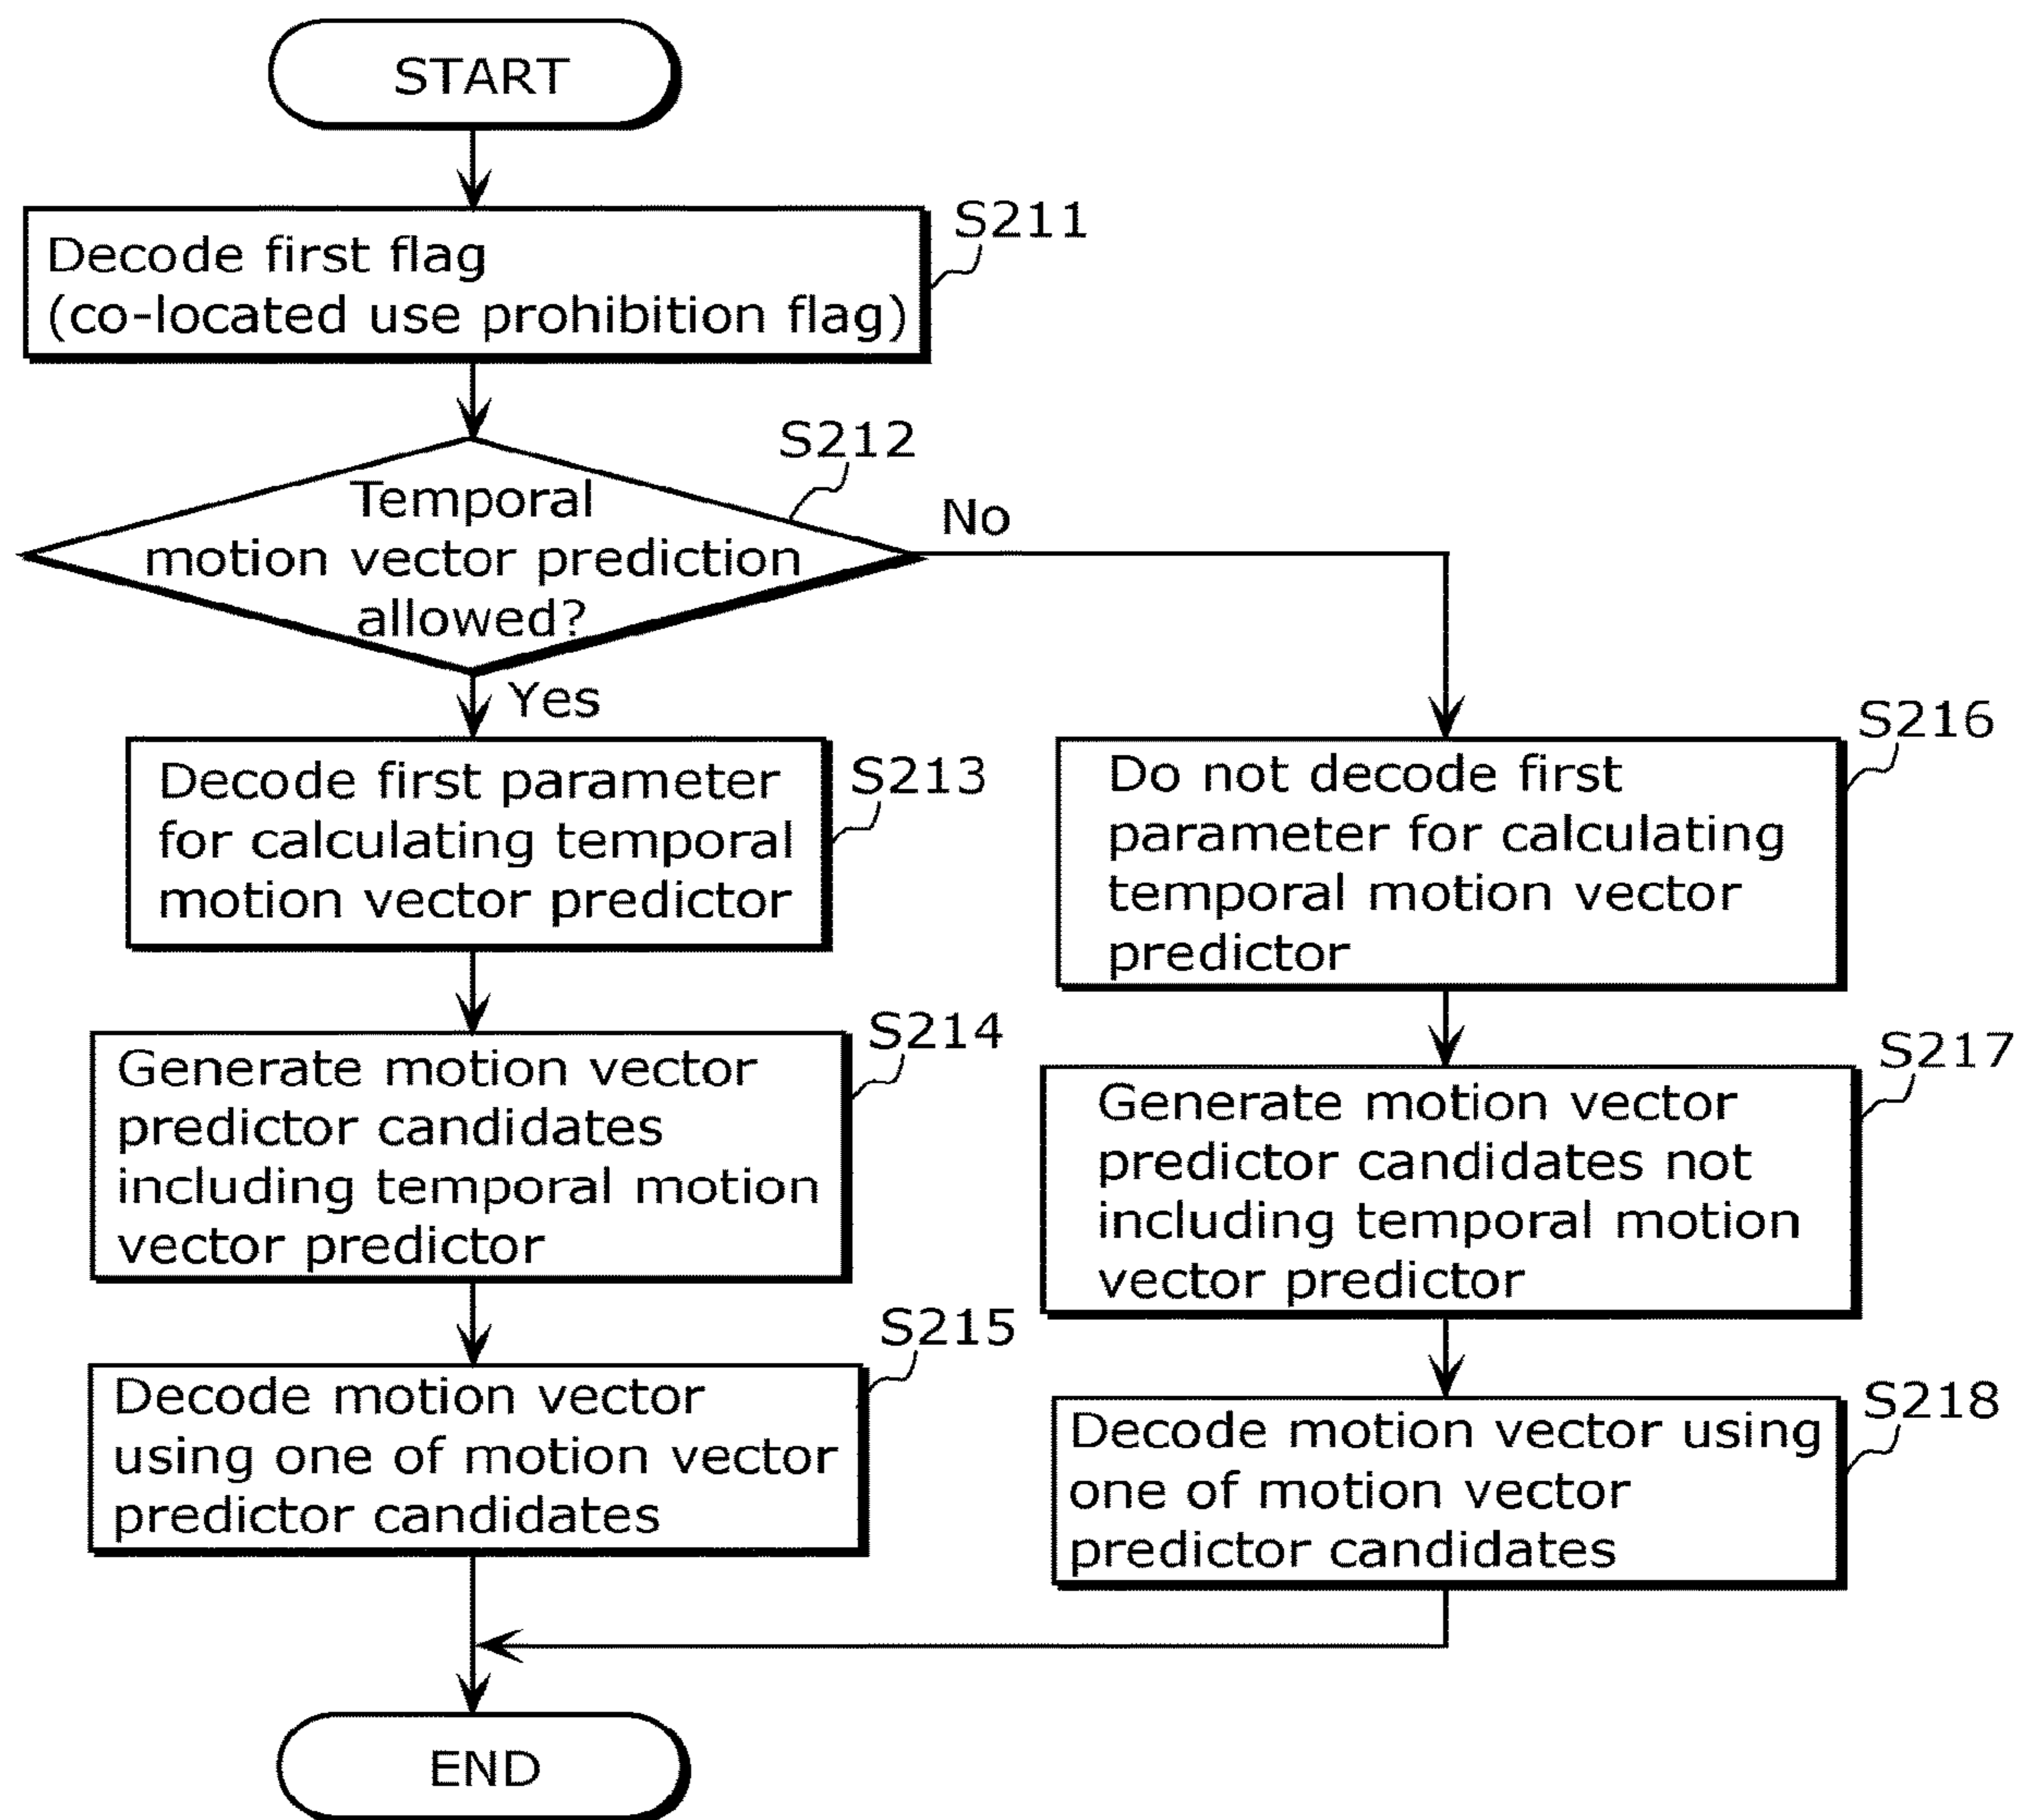 START
S211
Decode first flag
(co-located use prohibition flag)
S212
Temporal
motion vector prediction
allowed?
No
Yes
S213
Decode first parameter
for calculating temporal
motion vector predictor
S214
Generate motion vector
predictor candidates
including temporal motion
vector predictor
S215
Decode motion vector
using one of motion vector
predictor candidates
S216
Do not decode first
parameter for calculating
temporal motion vector
predictor
S217
Generate motion vector
predictor candidates not
including temporal motion
vector predictor
S218
Decode motion vector using
one of motion vector
predictor candidates
END